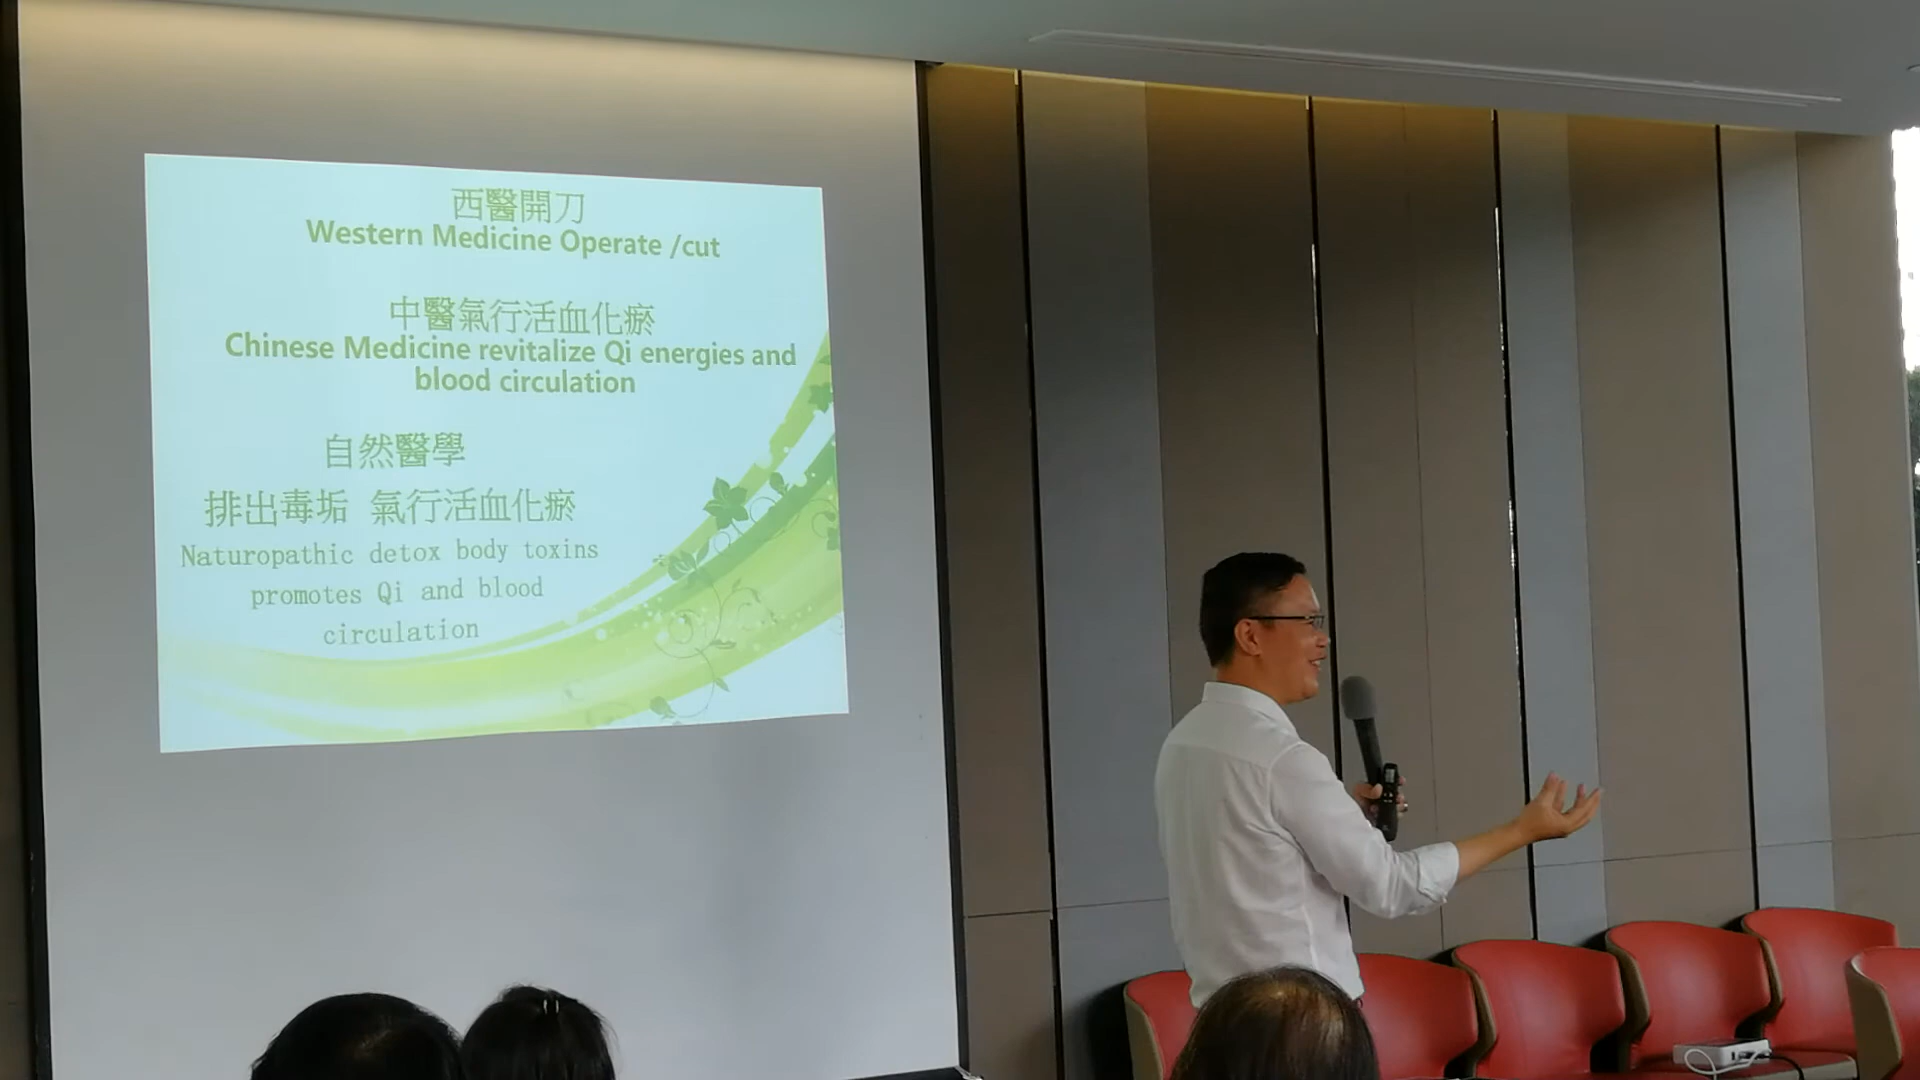 西醫開刀
Western Medicine Operate /cut
中醫氣行活血化瘀
Chinese Medicine revitalize Qi energies and
blood circulation
自然醫學
排出毒垢 氣行活血化瘀
Naturopathic detox body toxins
promotes Qi and blood
circulation